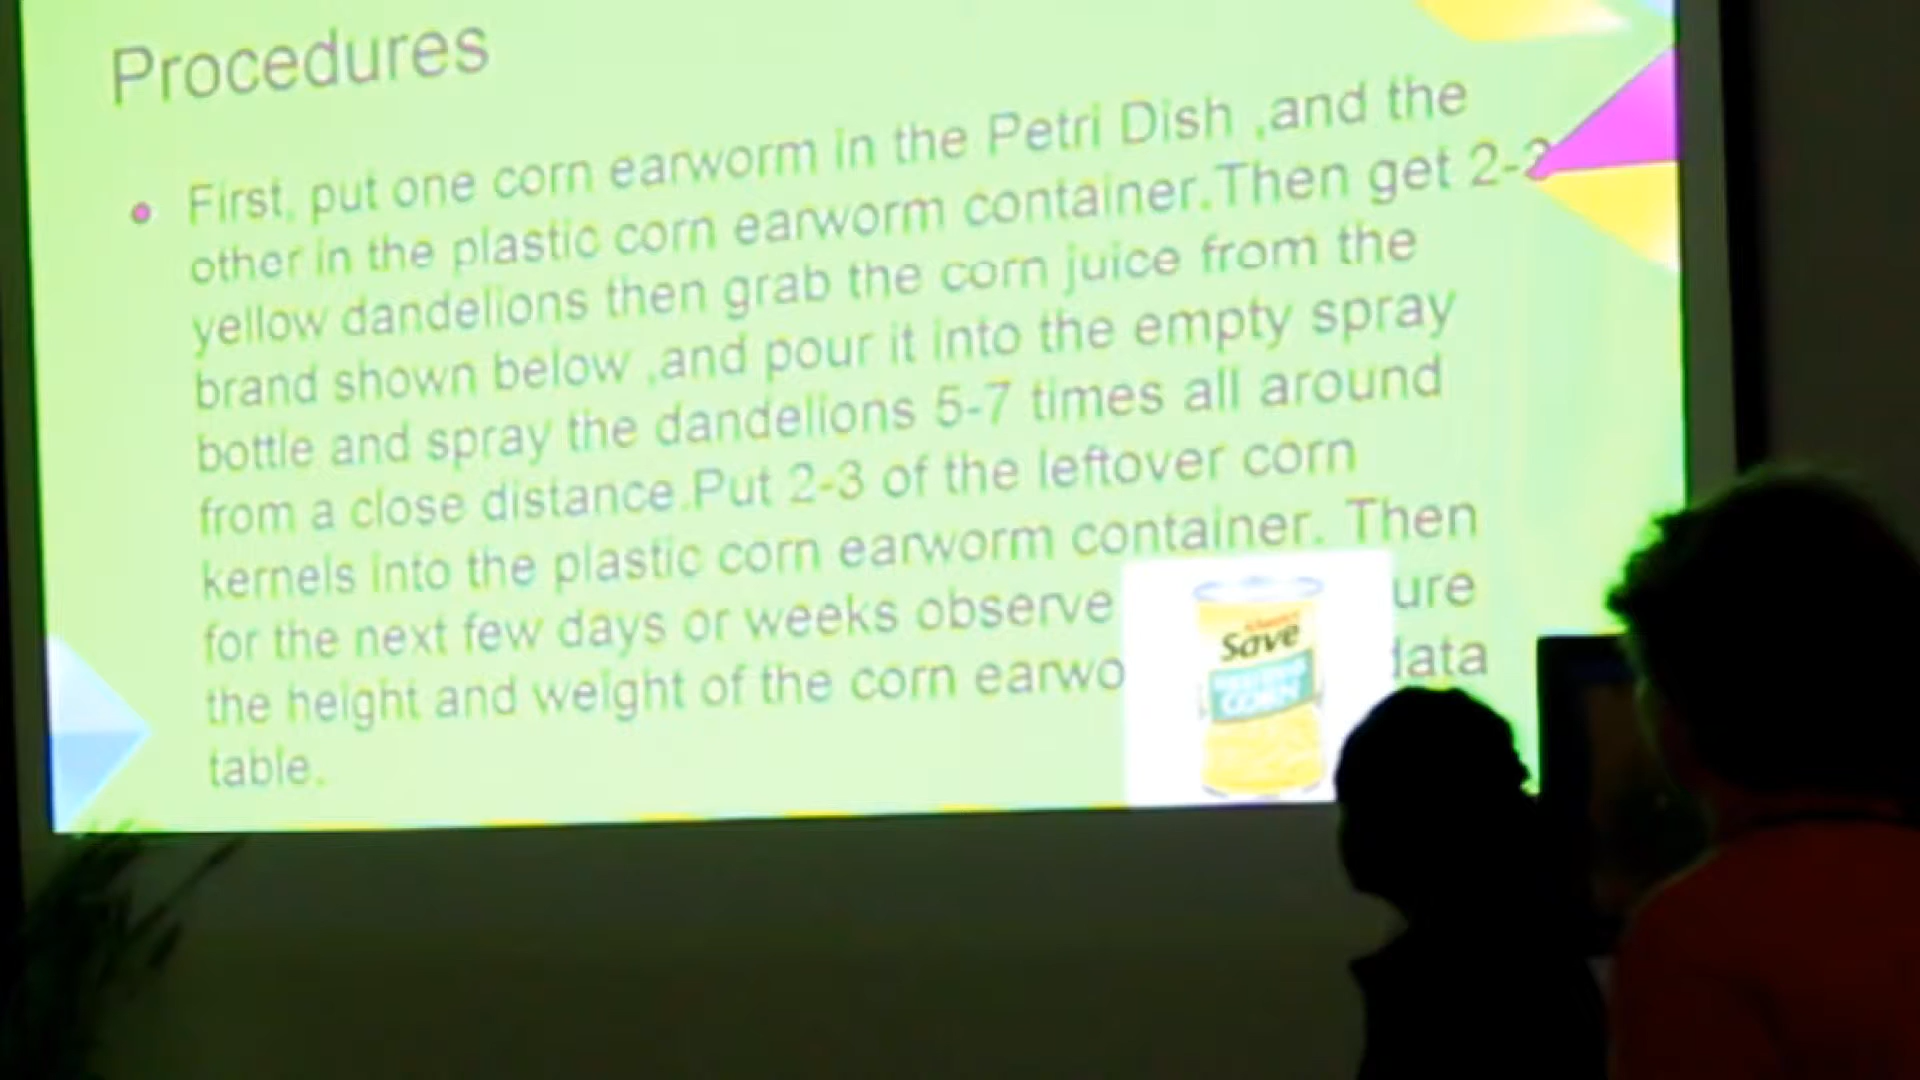 Procedures
• First, put one corn earworm in the Petri Dish ,and the
other in the plastic corn earworm container.Then get 2-3
yellow dandelions then grab the corn juice from the
brand shown below ,and pour it into the empty spray
bottle and spray the dandelions 5-7 times all around
from a close distance.Put 2-3 of the leftover corn
kernels into the plastic corn earworm container. Then
for the next few days or weeks observe ure
the height and weight of the corn earwo data
table.
Save
CORN